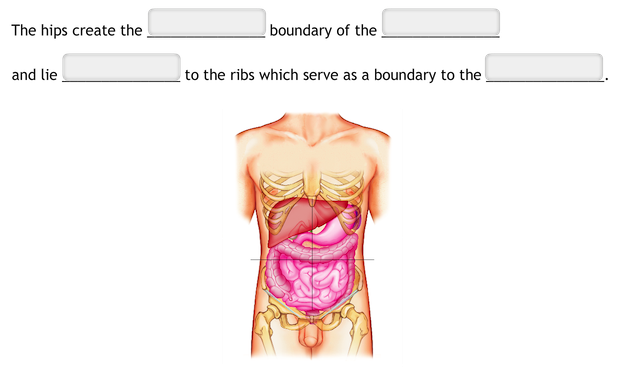 The hips create the boundary of the
and lie to the ribs which serve as a boundary to the .